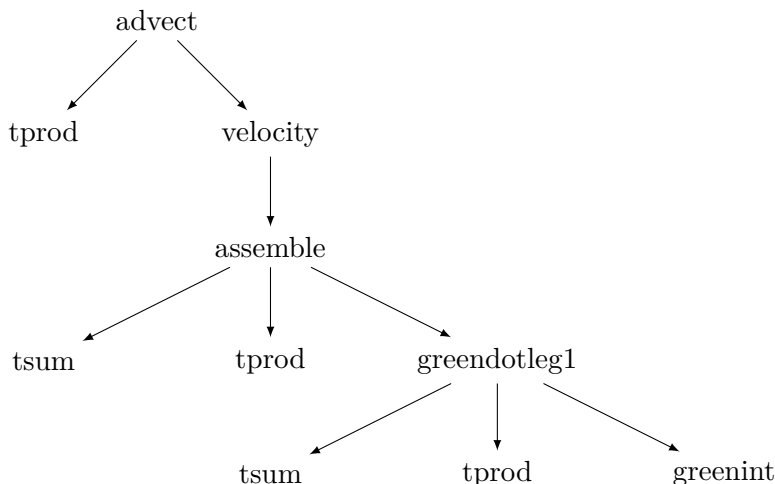 advect
tprod velocity
assemble
tsum tprod greendotleg1
tsum tprod greenint